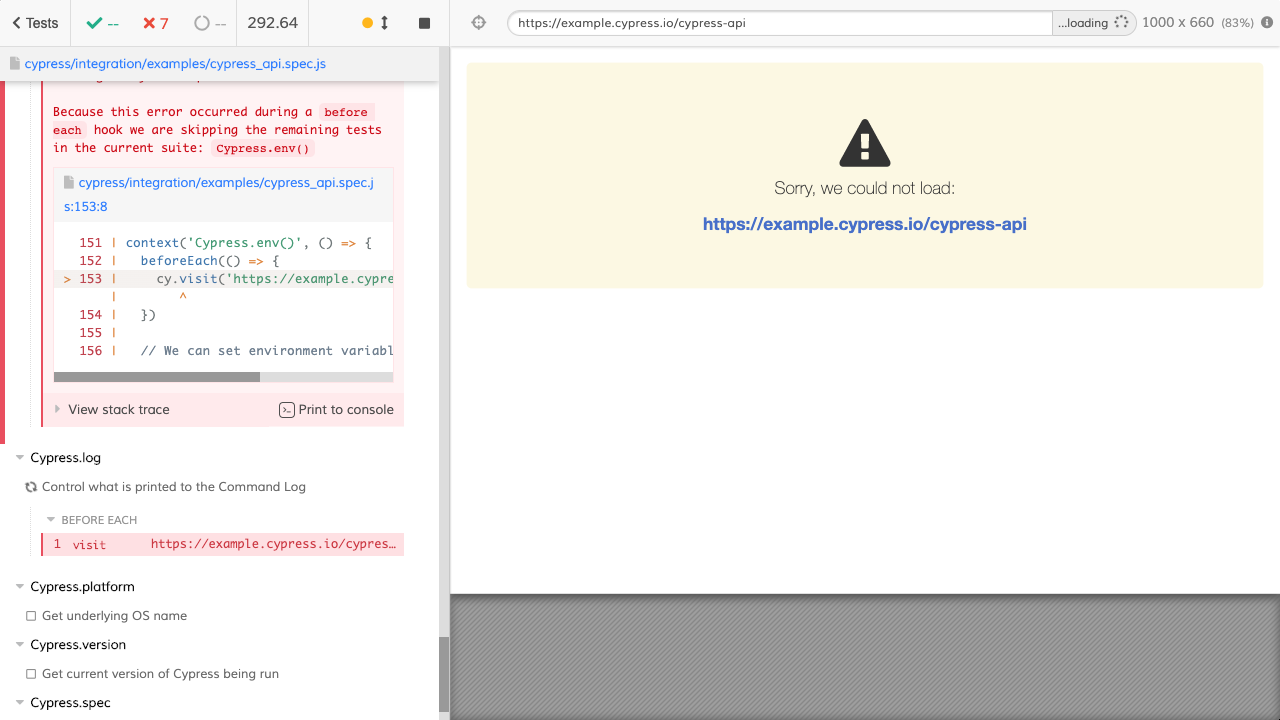 Tests
--
7
--
292.64
https://example.cypress.io/cypress-api
...loading
1000 x 660 (83%)
cypress/integration/examples/cypress_api.spec.js
Because this error occurred during a before
each hook we are skipping the remaining tests
in the current suite: Cypress.env()
cypress/integration/examples/cypress_api.spec.j
s:153:8
151 | context('Cypress.env()', () => {
152 | beforeEach(() => {
> 153 | cy.visit('https://example.cypre
| ^
154 | })
155 |
156 | // We can set environment variabl
View stack trace
Print to console
Cypress.log
Control what is printed to the Command Log
BEFORE EACH
1 visit https://example.cypress.io/cypres…
Cypress.platform
Get underlying OS name
Cypress.version
Get current version of Cypress being run
Cypress.spec
Sorry, we could not load:
https://example.cypress.io/cypress-api